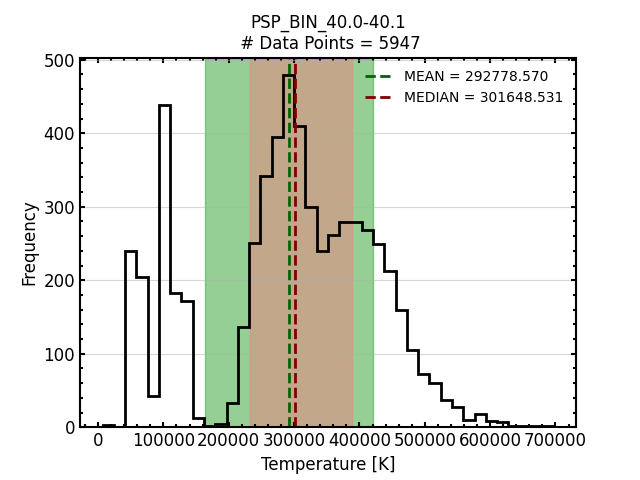 PSP_BIN_40.0-40.1
# Data Points = 5947
MEAN = 292778.570
MEDIAN = 301648.531
Frequency
500
400
300
200
100
0
0 100000 200000 300000 400000 500000 600000 700000
Temperature [K]